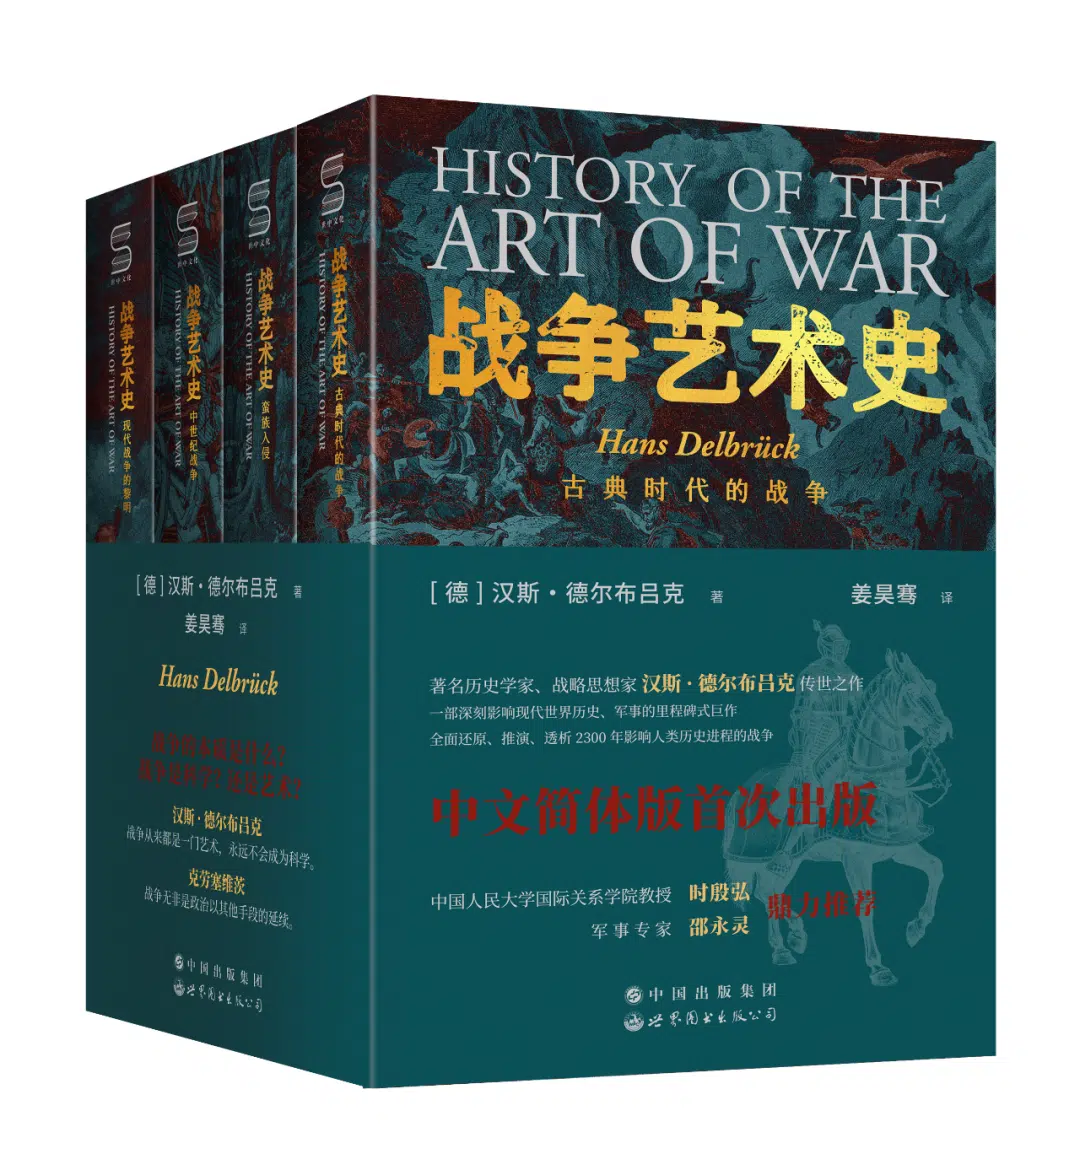 HISTORY OF THE
ART OF WAR
战争艺术史
Hans Delbrück
古典时代的战争
[德]汉斯·德尔布吕克 著
姜昊骞 译
著名历史学家、战略思想家 汉斯·德尔布吕克 传世之作
一部深刻影响现代世界历史、军事的里程碑式巨作
全面还原、推演、透析 2300 年影响人类历史进程的战争
中文简体版首次出版
中国人民大学国际关系学院教授 时殷弘
军事专家 邵永灵
鼎力推荐
中国出版集团
世界图书出版公司
世中文化
战争艺术史
HISTORY OF THE ART OF WAR
现代战争的黎明
世中文化
战争艺术史
HISTORY OF THE ART OF WAR
中世纪战争
世中文化
战争艺术史
HISTORY OF THE ART OF WAR
蛮族入侵
世中文化
战争艺术史
HISTORY OF THE ART OF WAR
古典时代的战争
[德]汉斯·德尔布吕克 著
姜昊骞 译
Hans Delbrück
战争的本质是什么？
战争是科学？还是艺术？
汉斯·德尔布吕克
战争从来都是一门艺术，永远不会成为科学。
克劳塞维茨
战争无非是政治以其他手段的延续。
中国出版集团
世界图书出版公司